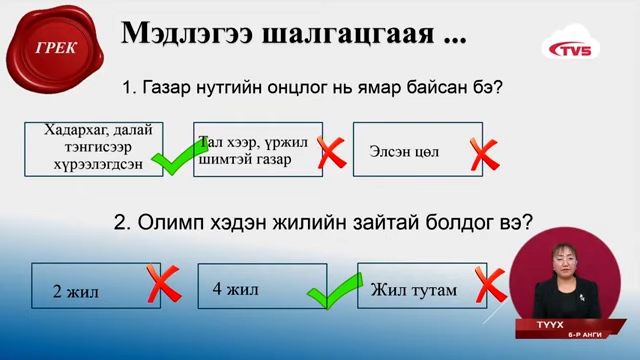 ГРЕК
Мэдлэгээ шалгацгаая ...
TV5
1. Газар нутгийн онцлог нь ямар байсан бэ?
Хадархаг, далай
тэнгисээр
хүрээлэгдсэн
Тал хээр, үржил
шимтэй газар
Элсэн цөл
2. Олимп хэдэн жилийн зайтай болдог вэ?
2 жил
4 жил
Жил тутам
ТҮҮХ
6-Р АНГИ